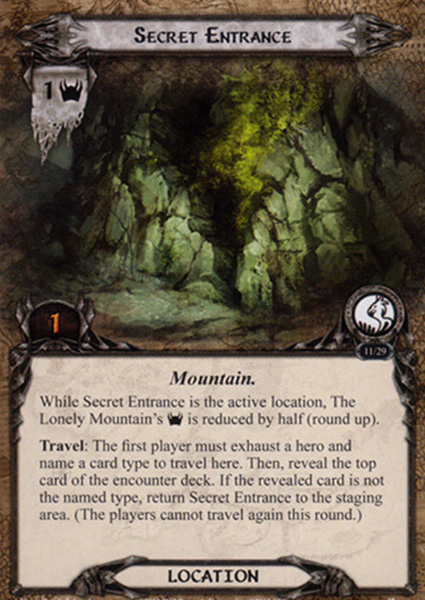 Secret Entrance
1
1
11/29
Mountain.
While Secret Entrance is the active location, The
Lonely Mountain's is reduced by half (round up).
Travel: The first player must exhaust a hero and
name a card type to travel here. Then, reveal the top
card of the encounter deck. If the revealed card is not
the named type, return Secret Entrance to the staging
area. (The players cannot travel again this round.)
LOCATION